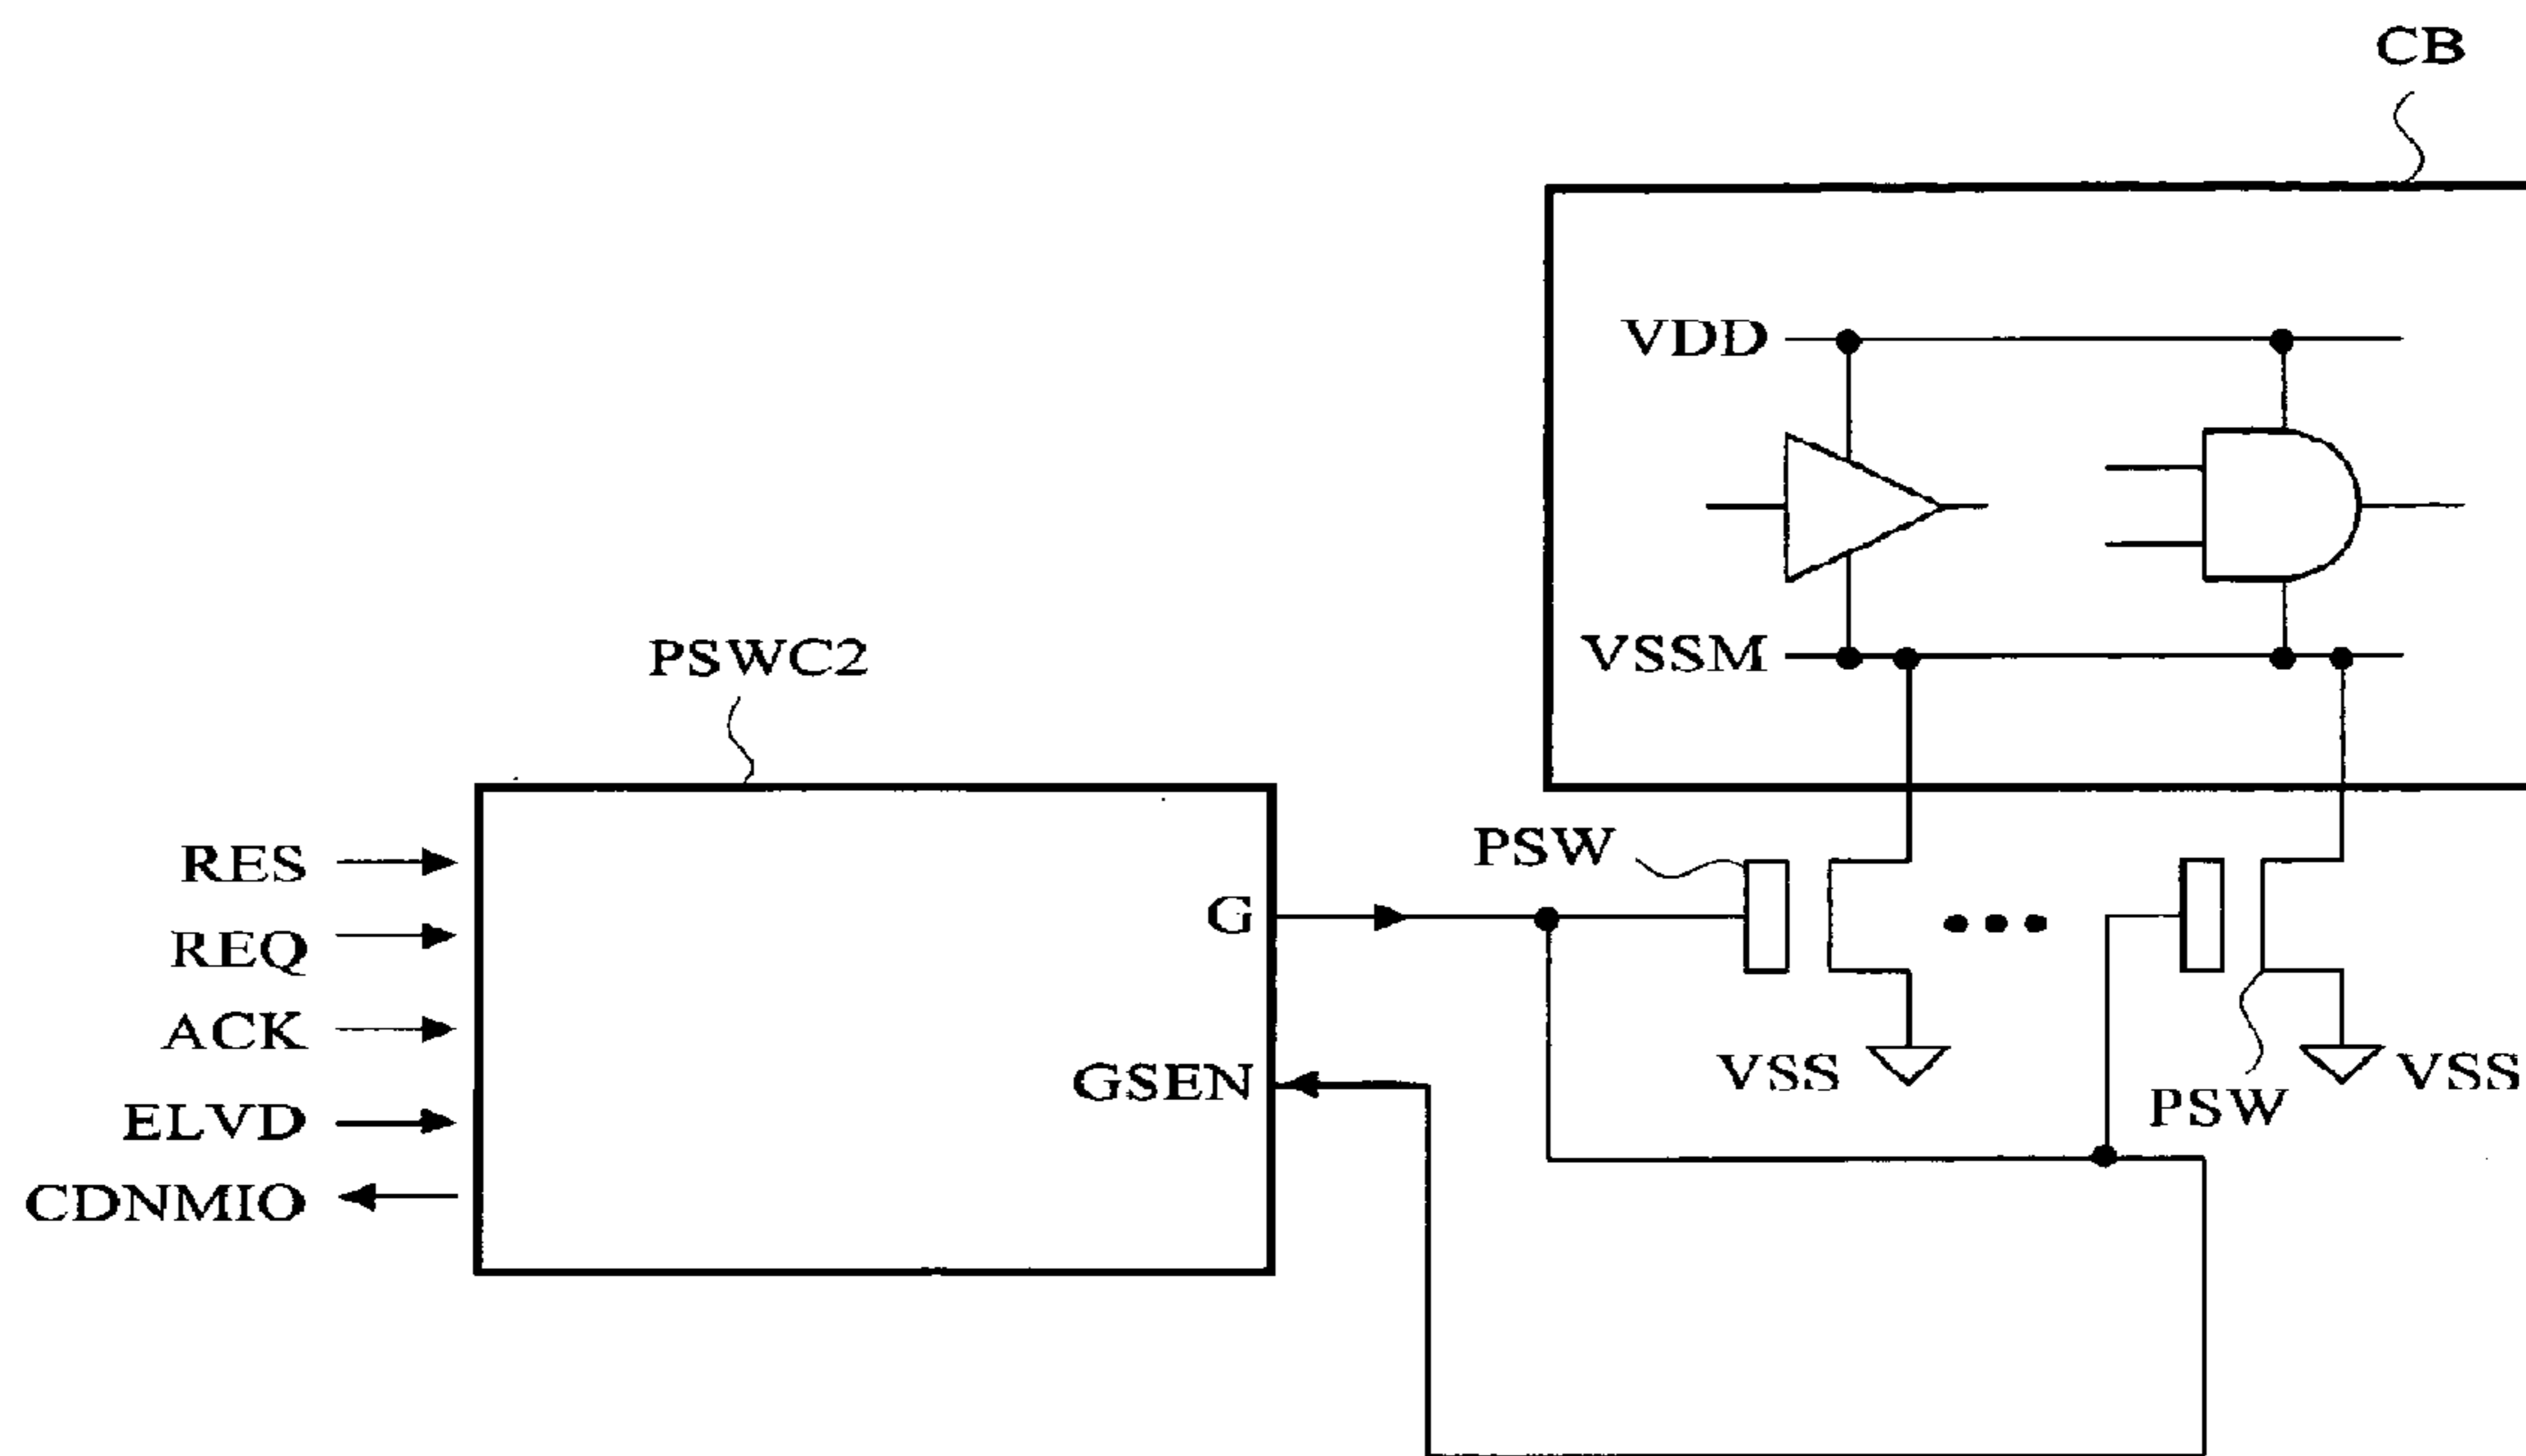 CB
VDD
VSSM
PSWC2
PSW
RES
G
REQ
ACK
GSEN
VSS
VSS
PSW
ELVD
CDNMIO